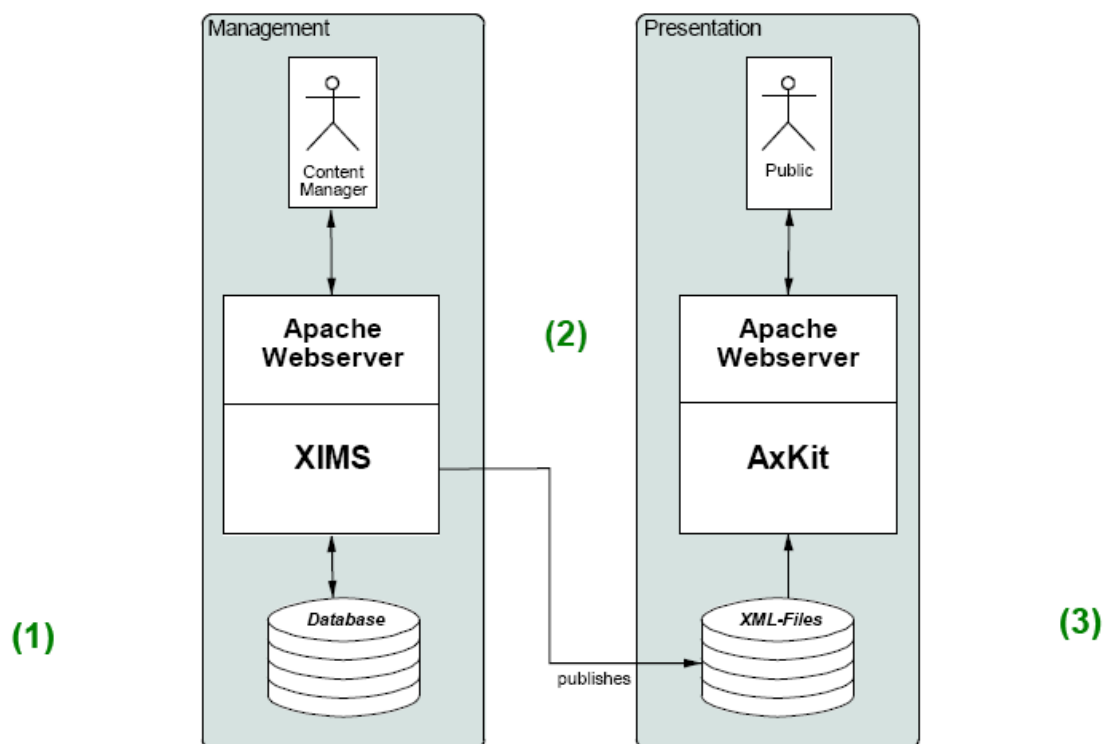 Management
Content
Manager
Apache
Webserver
XIMS
Database
(1)
(2)
publishes
Presentation
Public
Apache
Webserver
AxKit
XML-Files
(3)